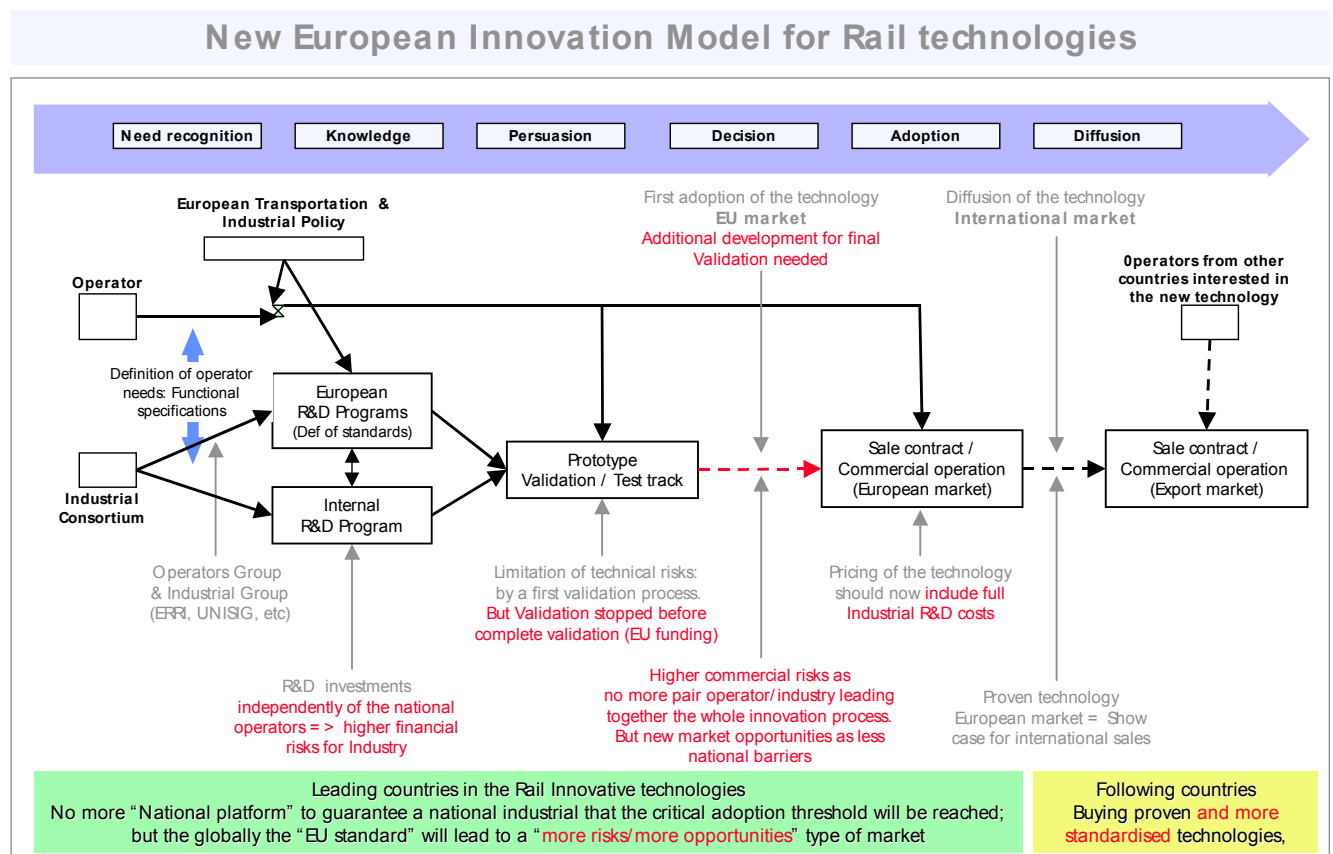 New European Innovation Model for Rail technologies
Need recognition
Knowledge
Persuasion
Decision
Adoption
Diffusion
European Transportation &
Industrial Policy
First adoption of the technology
EU market
Additional development for final
Validation needed
Diffusion of the technology
International market
Operator
0perators from other
countries interested in
the new technology
Definition of operator
needs: Functional
specifications
European
R&D Programs
(Def of standards)
Industrial
Consortium
Internal
R&D Program
Prototype
Validation / Test track
Sale contract /
Commercial operation
(European market)
Sale contract /
Commercial operation
(Export market)
Operators Group
& Industrial Group
(ERRI, UNISIG, etc)
Limitation of technical risks:
by a first validation process.
But Validation stopped before
complete validation (EU funding)
Pricing of the technology
should now include full
Industrial R&D costs
R&D investments
independently of the national
operators => higher financial
risks for Industry
Higher commercial risks as
no more pair operator/industry leading
together the whole innovation process.
But new market opportunities as less
national barriers
Proven technology
European market = Show
case for international sales
Leading countries in the Rail Innovative technologies
No more “National platform” to guarantee a national industrial that the critical adoption threshold will be reached;
but the globally the “EU standard” will lead to a “more risks/more opportunities” type of market
Following countries
Buying proven and more
standardised technologies,